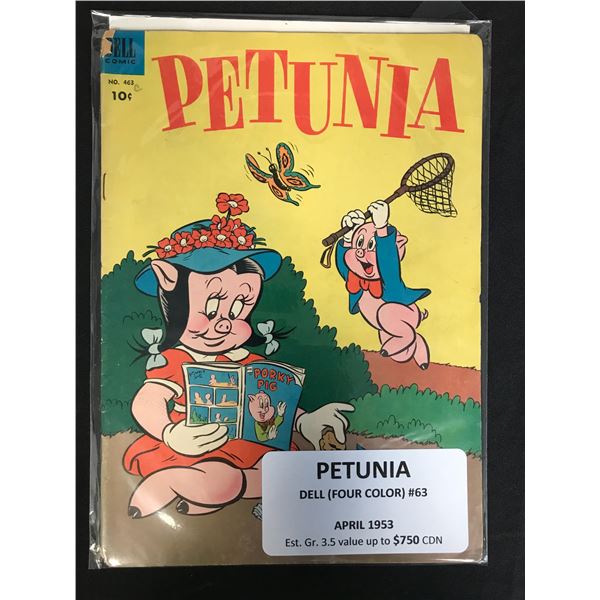 DELL
COMIC
NO. 463
10¢
PETUNIA
PORKY
PIG
PETUNIA
DELL (FOUR COLOR) #63
APRIL 1953
Est. Gr. 3.5 value up to $750 CDN